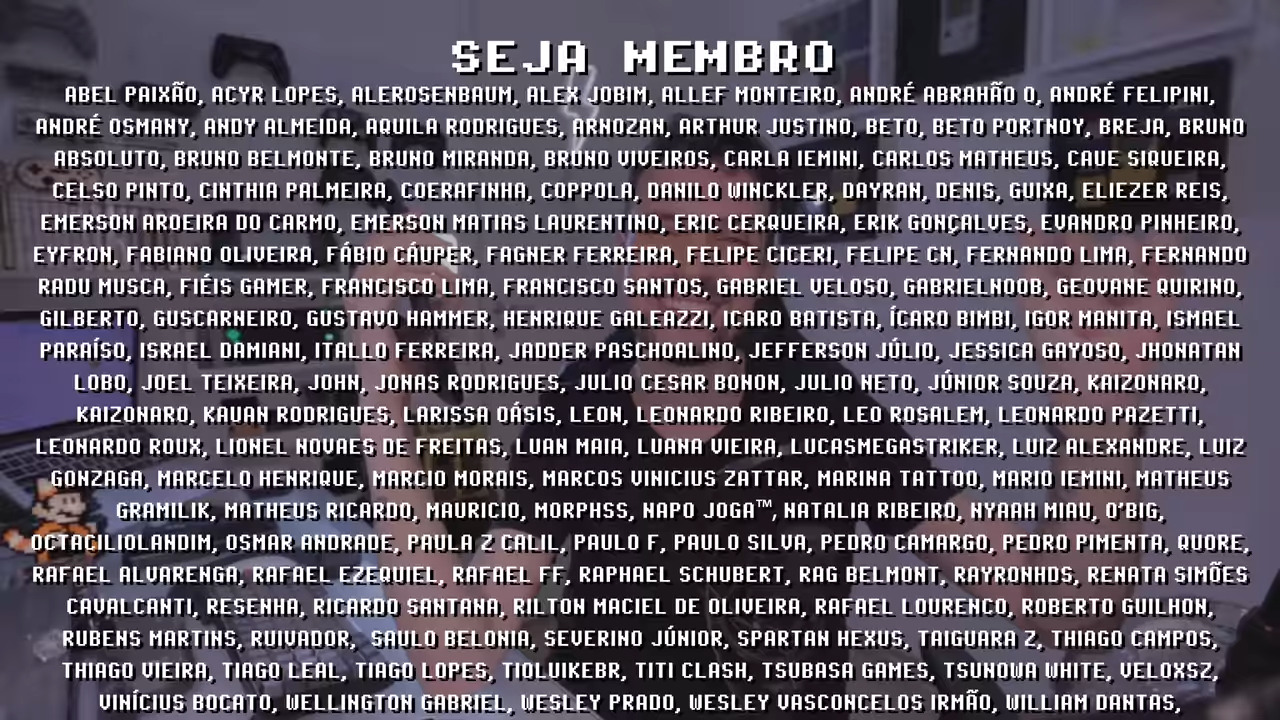 SEJA MEMBRO
ABEL PAIXÃO, ACYR LOPES, ALEROSENBAUM, ALEX JOBIM, ALLEF MONTEIRO, ANDRÉ ABRAHÃO O, ANDRÉ FELIPINI,
ANDRÉ OSMANY, ANDY ALMEIDA, AQUILA RODRIGUES, ARNOZAN, ARTHUR JUSTINO, BETO, BETO PORTNOY, BREJA, BRUNO
ABSOLUTO, BRUNO BELMONTE, BRUNO MIRANDA, BRUNO VIVEIROS, CARLA IEMINI, CARLOS MATHEUS, CAUE SIQUEIRA,
CELSO PINTO, CINTHIA PALMEIRA, COERAFINHA, COPPOLA, DANILO WINCKLER, DAYRAN, DENIS, GUIXA, ELIEZER REIS,
EMERSON AROEIRA DO CARMO, EMERSON MATIAS LAURENTINO, ERIC CERQUEIRA, ERIK GONÇALVES, EVANDRO PINHEIRO,
EYFRON, FABIANO OLIVEIRA, FÁBIO CÁUPER, FAGNER FERREIRA, FELIPE CICERI, FELIPE CN, FERNANDO LIMA, FERNANDO
RADU MUSCA, FIÉIS GAMER, FRANCISCO LIMA, FRANCISCO SANTOS, GABRIEL VELOSO, GABRIELNOOB, GEOVANE QUIRINO,
GILBERTO, GUSCARNEIRO, GUSTAVO HAMMER, HENRIQUE GALEAZZI, ICARO BATISTA, ÍCARO BIMBI, IGOR MANITA, ISMAEL
PARAÍSO, ISRAEL DAMIANI, ITALLO FERREIRA, JADDER PASCHOALINO, JEFFERSON JÚLIO, JESSICA GAYOSO, JHONATAN
LOBO, JOEL TEIXEIRA, JOHN, JONAS RODRIGUES, JULIO CESAR BONON, JULIO NETO, JÚNIOR SOUZA, KAIZONARO,
KAIZONARO, KAUAN RODRIGUES, LARISSA OÁSIS, LEON, LEONARDO RIBEIRO, LEO ROSALEM, LEONARDO PAZETTI,
LEONARDO ROUX, LIONEL NOVAES DE FREITAS, LUAN MAIA, LUANA VIEIRA, LUCASMEGASTRIKER, LUIZ ALEXANDRE, LUIZ
GONZAGA, MARCELO HENRIQUE, MARCIO MORAIS, MARCOS VINICIUS ZATTAR, MARINA TATTOO, MARIO IEMINI, MATHEUS
GRAMILIK, MATHEUS RICARDO, MAURICIO, MORPHSS, NAPO JOGA™, NATALIA RIBEIRO, NYAAH MIAU, O'BIG,
OCTACILIOLANDIM, OSMAR ANDRADE, PAULA Z CALIL, PAULO F, PAULO SILVA, PEDRO CAMARGO, PEDRO PIMENTA, QUORE,
RAFAEL ALVARENGA, RAFAEL EZEQUIEL, RAFAEL FF, RAPHAEL SCHUBERT, RAG BELMONT, RAYRONHDS, RENATA SIMÕES
CAVALCANTI, RESENHA, RICARDO SANTANA, RILTON MACIEL DE OLIVEIRA, RAFAEL LOURENCO, ROBERTO GUILHON,
RUBENS MARTINS, RUIVADOR, SAULO BELONIA, SEVERINO JÚNIOR, SPARTAN HEXUS, TAIGUARA Z, THIAGO CAMPOS,
THIAGO VIEIRA, TIAGO LEAL, TIAGO LOPES, TIOLUIKEBR, TITI CLASH, TSUBASA GAMES, TSUNOWA WHITE, VELOXSZ,
VINÍCIUS BOCATO, WELLINGTON GABRIEL, WESLEY PRADO, WESLEY VASCONCELOS IRMÃO, WILLIAM DANTAS,